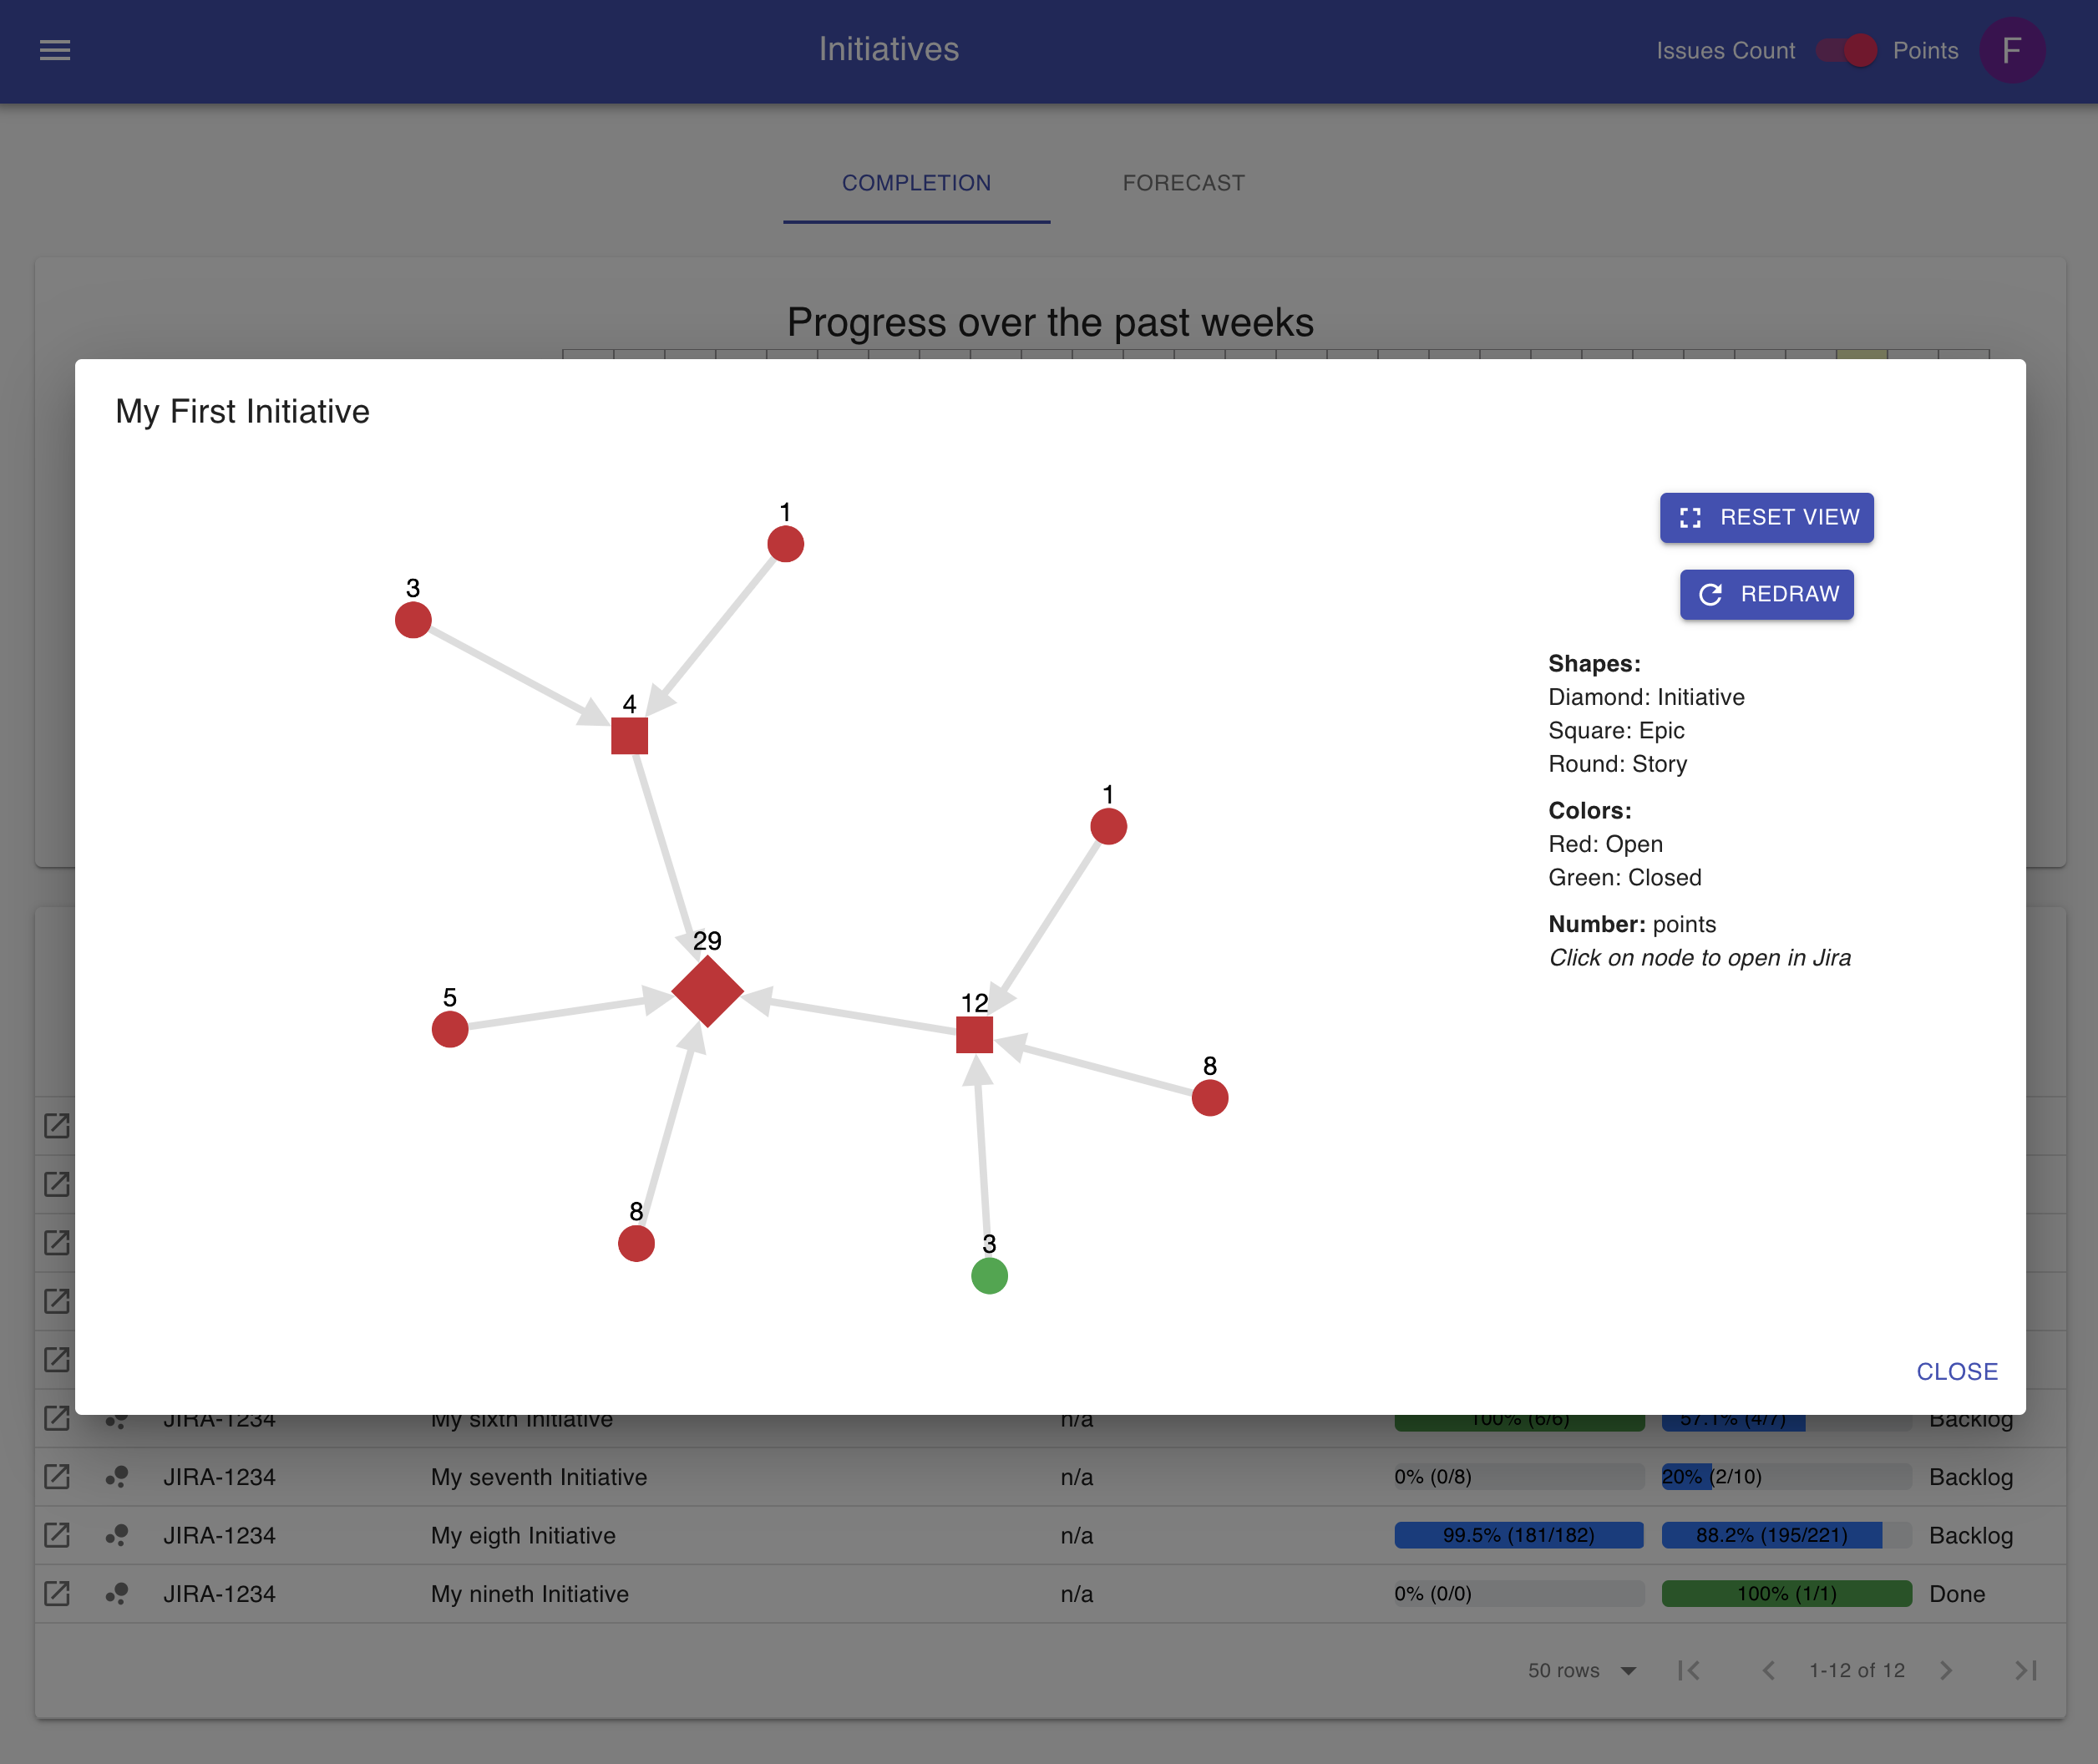 Initiatives
Issues Count
Points
F
COMPLETION
FORECAST
Progress over the past weeks
My First Initiative
1
3
4
1
29
5
12
8
8
3
RESET VIEW
REDRAW
Shapes:
Diamond: Initiative
Square: Epic
Round: Story
Colors:
Red: Open
Green: Closed
Number: points
Click on node to open in Jira
CLOSE
JIRA-1234 My sixth Initiative n/a 100% (6/6) 57.1% (4/7) Backlog
JIRA-1234 My seventh Initiative n/a 0% (0/8) 20% (2/10) Backlog
JIRA-1234 My eigth Initiative n/a 99.5% (181/182) 88.2% (195/221) Backlog
JIRA-1234 My nineth Initiative n/a 0% (0/0) 100% (1/1) Done
50 rows 1-12 of 12